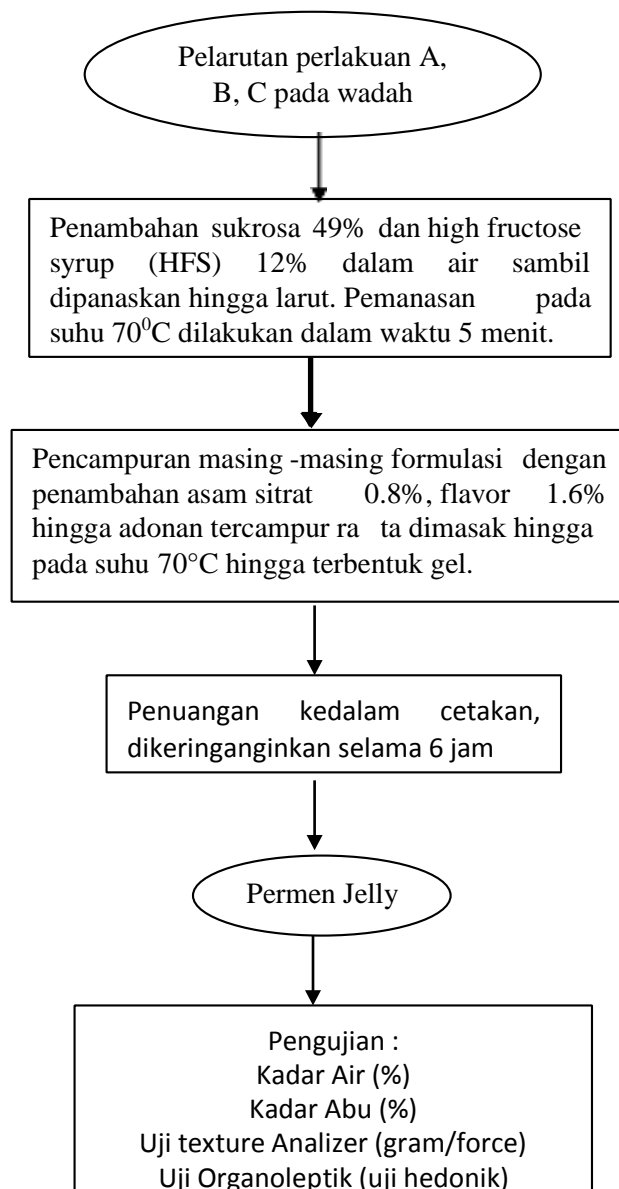 Pelarutan perlakuan A,
B, C pada wadah
Penambahan sukrosa 49% dan high fructose
syrup (HFS) 12% dalam air sambil
dipanaskan hingga larut. Pemanasan pada
suhu 70⁰C dilakukan dalam waktu 5 menit.
Pencampuran masing -masing formulasi dengan
penambahan asam sitrat 0.8%, flavor 1.6%
hingga adonan tercampur ra ta dimasak hingga
pada suhu 70°C hingga terbentuk gel.
Penuangan kedalam cetakan,
dikeringanginkan selama 6 jam
Permen Jelly
Pengujian :
Kadar Air (%)
Kadar Abu (%)
Uji texture Analizer (gram/force)
Uji Organoleptik (uji hedonik)